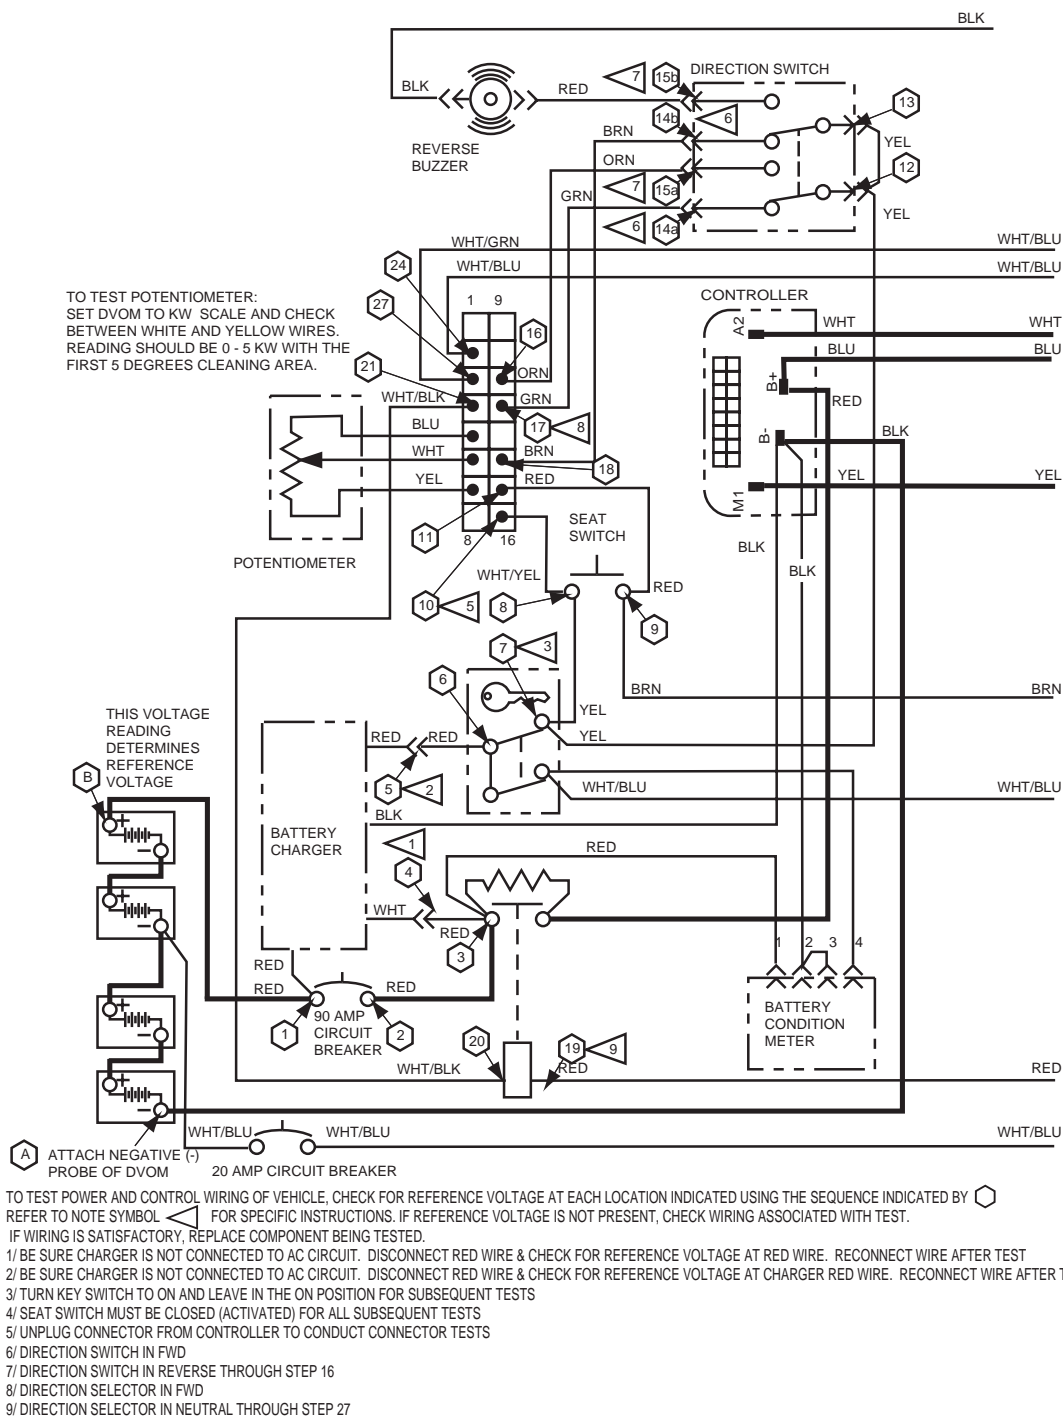 BLK
BLK
RED
7
15b
DIRECTION SWITCH
REVERSE
BUZZER
BRN
14b
6
13
YEL
ORN
7
15a
12
GRN
6
14a
YEL
WHT/GRN
WHT/BLU
24
WHT/BLU
WHT/BLU
TO TEST POTENTIOMETER:
SET DVOM TO KW SCALE AND CHECK
BETWEEN WHITE AND YELLOW WIRES.
READING SHOULD BE 0 - 5 KW WITH THE
FIRST 5 DEGREES CLEANING AREA.
27
1 9
16
CONTROLLER
A2
WHT
WHT
21
ORN
BLU
BLU
B+
WHT/BLK
GRN
RED
BLU
17
8
B-
BLK
WHT
BRN
18
YEL
RED
YEL
YEL
M1
11
8 16
SEAT
SWITCH
POTENTIOMETER
BLK
WHT/YEL
BLK
RED
10
5
8
9
7
3
6
BRN
BRN
YEL
THIS VOLTAGE
READING
DETERMINES
REFERENCE
VOLTAGE
RED
RED
YEL
B
5
2
WHT/BLU
WHT/BLU
BLK
BATTERY
CHARGER
1
RED
4
WHT
RED
3
1 2 3 4
RED
RED
RED
90 AMP
CIRCUIT
BREAKER
1
2
BATTERY
CONDITION
METER
20
19
9
WHT/BLK
RED
RED
WHT/BLU
WHT/BLU
WHT/BLU
A
ATTACH NEGATIVE (-)
PROBE OF DVOM
20 AMP CIRCUIT BREAKER
TO TEST POWER AND CONTROL WIRING OF VEHICLE, CHECK FOR REFERENCE VOLTAGE AT EACH LOCATION INDICATED USING THE SEQUENCE INDICATED BY
REFER TO NOTE SYMBOL FOR SPECIFIC INSTRUCTIONS. IF REFERENCE VOLTAGE IS NOT PRESENT, CHECK WIRING ASSOCIATED WITH TEST.
IF WIRING IS SATISFACTORY, REPLACE COMPONENT BEING TESTED.
1/ BE SURE CHARGER IS NOT CONNECTED TO AC CIRCUIT. DISCONNECT RED WIRE & CHECK FOR REFERENCE VOLTAGE AT RED WIRE. RECONNECT WIRE AFTER TEST
2/ BE SURE CHARGER IS NOT CONNECTED TO AC CIRCUIT. DISCONNECT RED WIRE & CHECK FOR REFERENCE VOLTAGE AT CHARGER RED WIRE. RECONNECT WIRE AFTER
3/ TURN KEY SWITCH TO ON AND LEAVE IN THE ON POSITION FOR SUBSEQUENT TESTS
4/ SEAT SWITCH MUST BE CLOSED (ACTIVATED) FOR ALL SUBSEQUENT TESTS
5/ UNPLUG CONNECTOR FROM CONTROLLER TO CONDUCT CONNECTOR TESTS
6/ DIRECTION SWITCH IN FWD
7/ DIRECTION SWITCH IN REVERSE THROUGH STEP 16
8/ DIRECTION SELECTOR IN FWD
9/ DIRECTION SELECTOR IN NEUTRAL THROUGH STEP 27